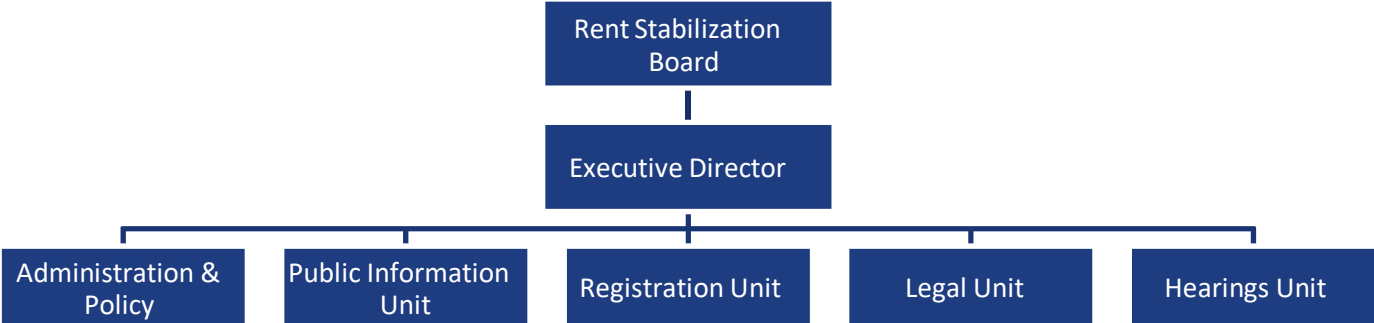 Rent Stabilization
Board
Executive Director
Administration &
Policy
Public Information
Unit
Registration Unit
Legal Unit
Hearings Unit